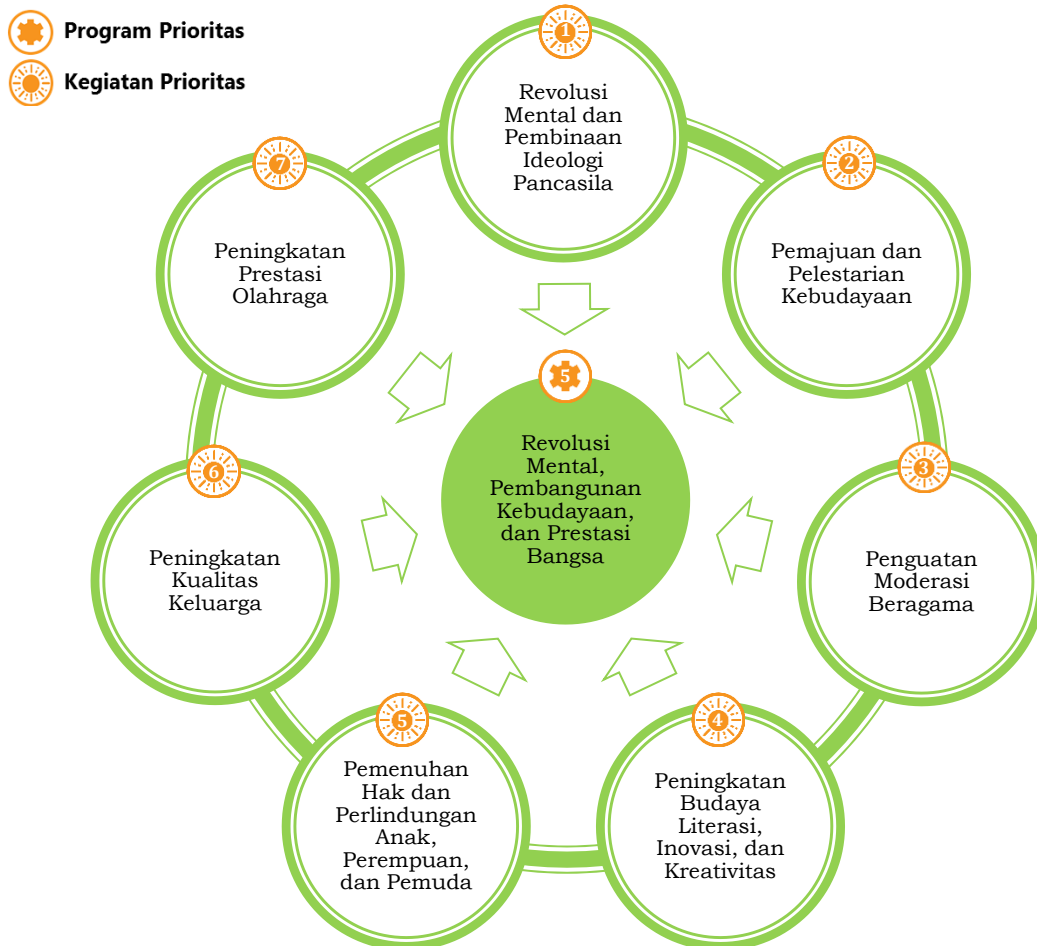 Program Prioritas
Kegiatan Prioritas
1
Revolusi
Mental dan
Pembinaan
Ideologi
Pancasila
2
Pemajuan dan
Pelestarian
Kebudayaan
3
Penguatan
Moderasi
Beragama
4
Peningkatan
Budaya
Literasi,
Inovasi, dan
Kreativitas
5
Pemenuhan
Hak dan
Perlindungan
Anak,
Perempuan,
dan Pemuda
6
Peningkatan
Kualitas
Keluarga
7
Peningkatan
Prestasi
Olahraga
5
Revolusi
Mental,
Pembangunan
Kebudayaan,
dan Prestasi
Bangsa